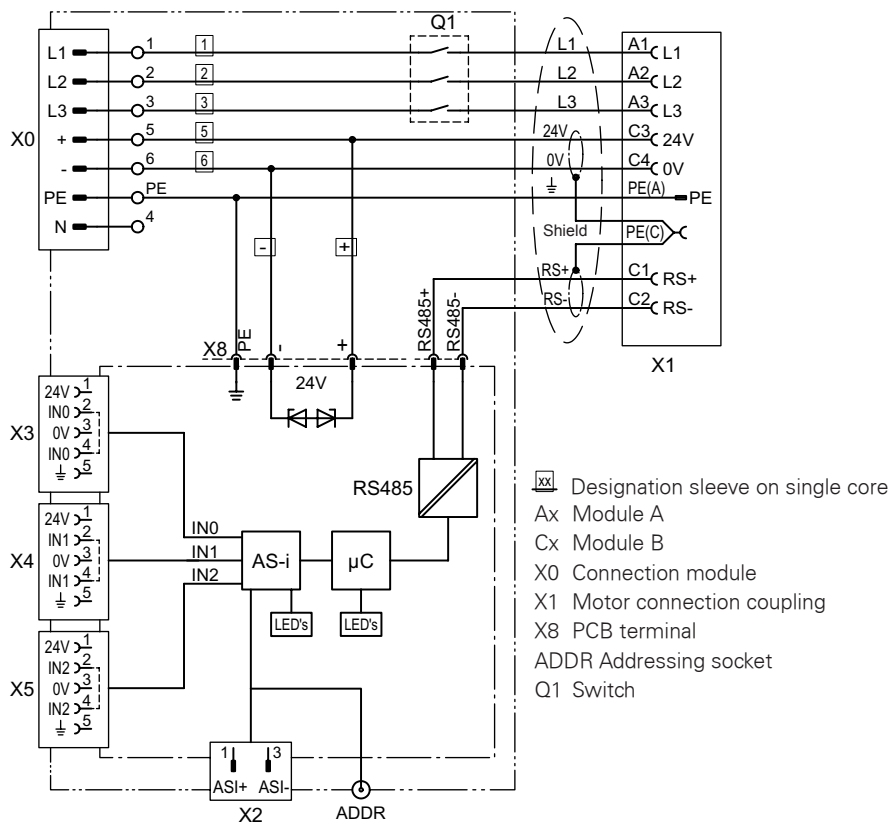 Q1
X0
L1 1 1 L1 A1 L1
L2 2 2 L2 A2 L2
L3 3 3 L3 A3 L3
+ 5 5 24V C3 24V
- 6 6 0V C4 0V
PE PE PE(A) PE
N 4
Shield PE(C)
- +
RS+ C1 RS+
RS- C2 RS-
X1
RS485+
RS485-
X8 PE - +
24V
X3
24V 1
IN0 2
0V 3
IN0 4
5
X4
24V 1
IN1 2
0V 3
IN1 4
5
X5
24V 1
IN2 2
0V 3
IN2 4
5
RS485
IN0
IN1
IN2
AS-i
µC
LED's
LED's
1 3
ASI+ ASI-
X2
ADDR
xx Designation sleeve on single core
Ax Module A
Cx Module B
X0 Connection module
X1 Motor connection coupling
X8 PCB terminal
ADDR Addressing socket
Q1 Switch